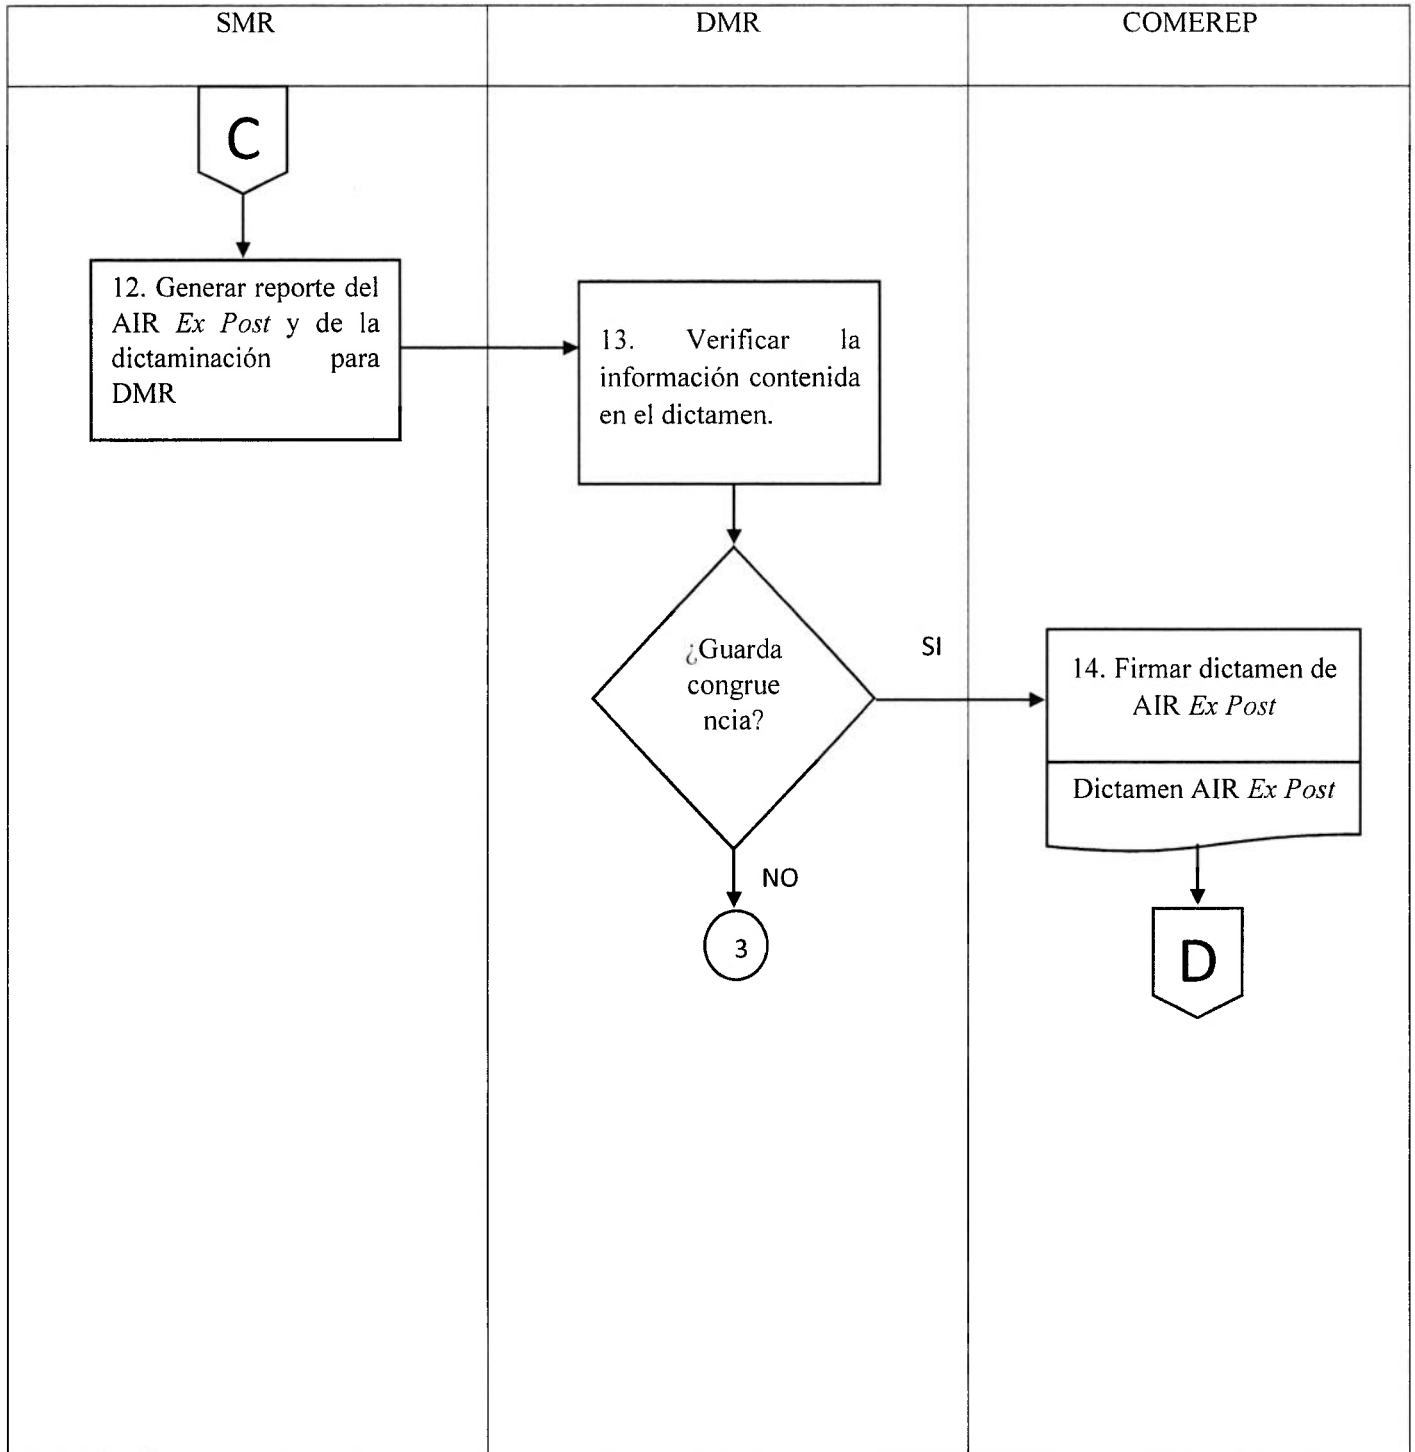 SMR
DMR
COMEREP
C
12. Generar reporte del
AIR Ex Post y de la
dictaminación para
DMR
13. Verificar la
información contenida
en el dictamen.
¿Guarda
congrue
ncia?
SI
NO
3
14. Firmar dictamen de
AIR Ex Post
Dictamen AIR Ex Post
D